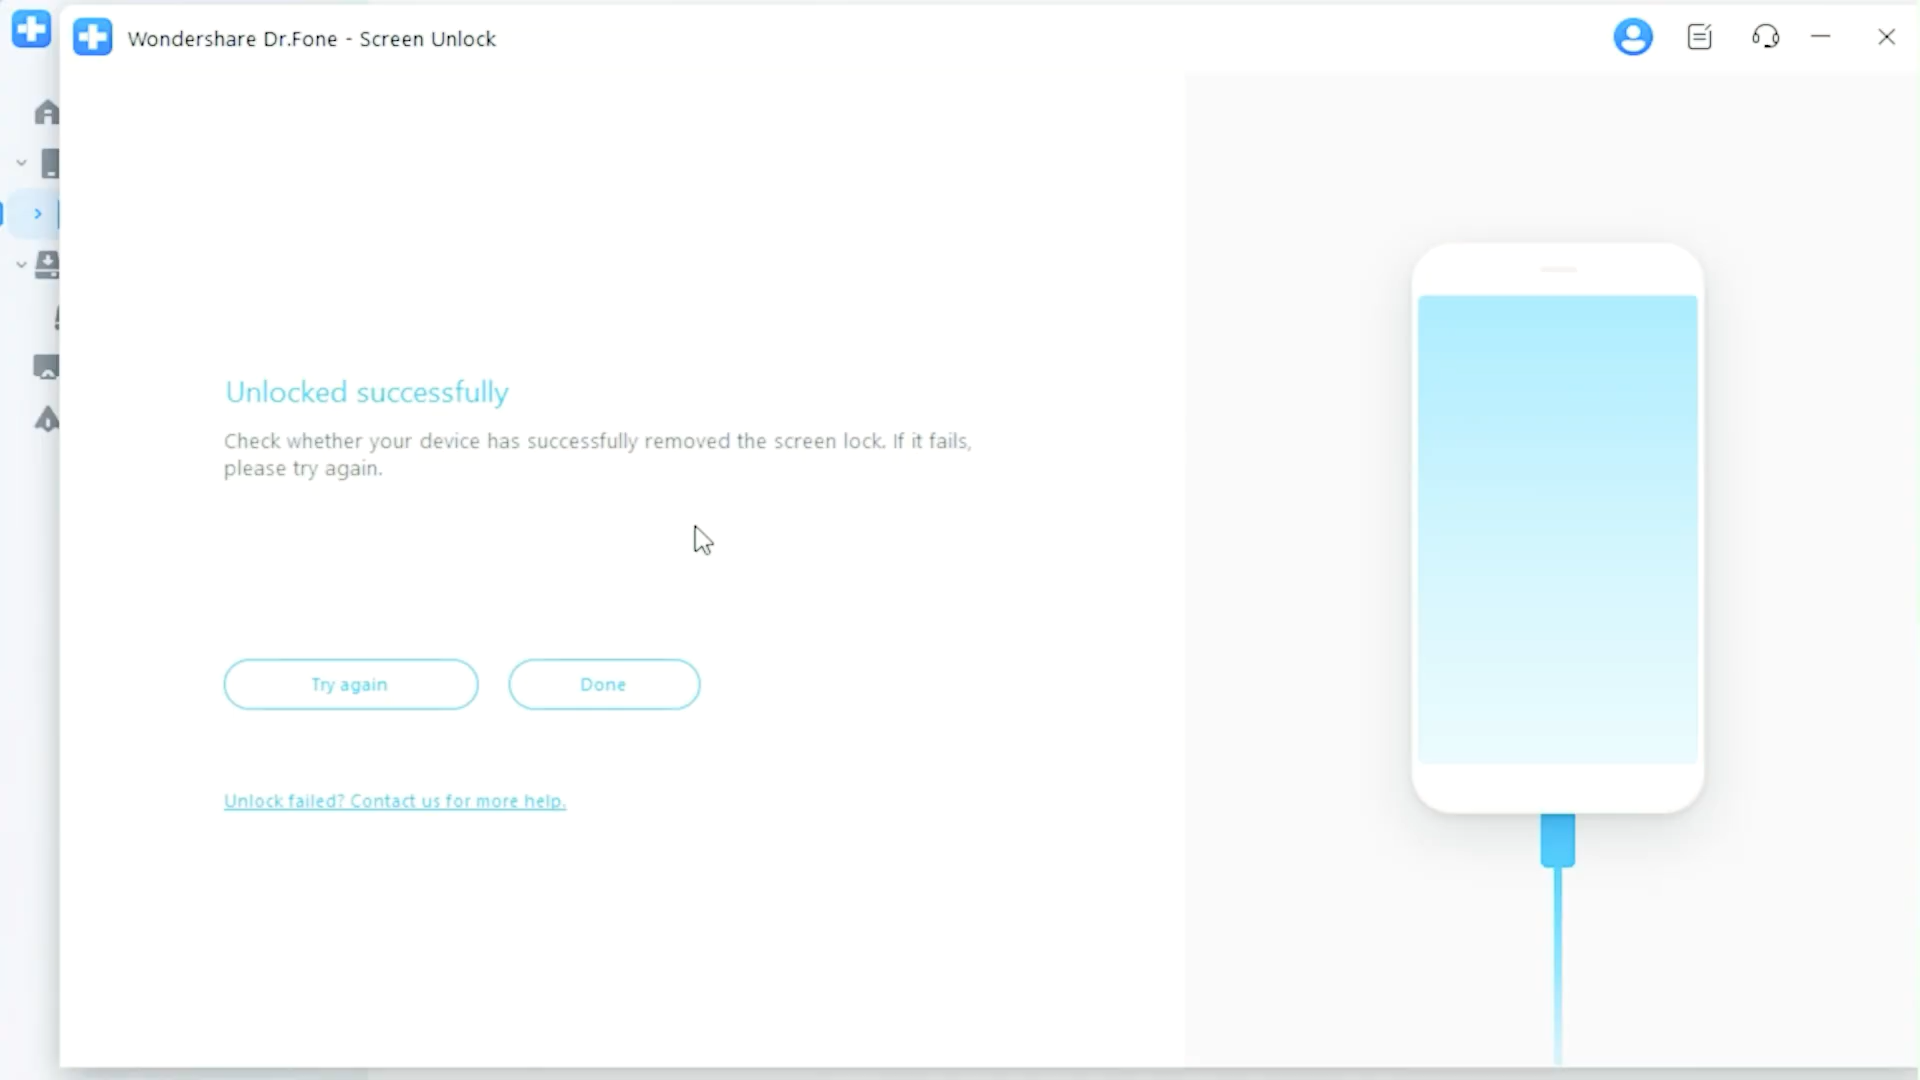 Wondershare Dr.Fone - Screen Unlock
Unlocked successfully
Check whether your device has successfully removed the screen lock. If it fails,
please try again.
Try again
Done
Unlock failed? Contact us for more help.